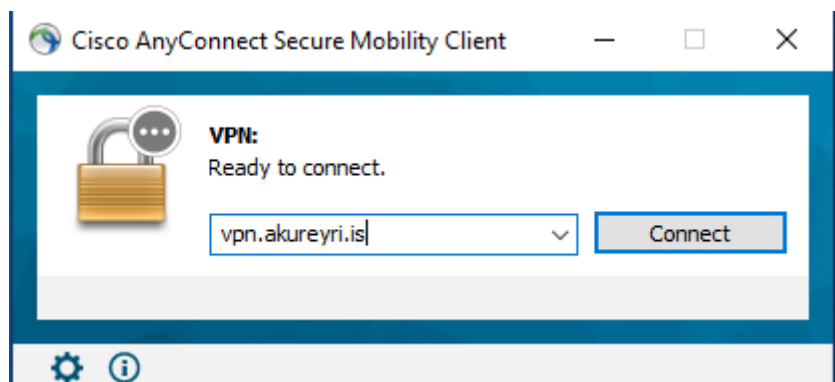 Cisco AnyConnect Secure Mobility Client
VPN:
Ready to connect.
vpn.akureyri.is
Connect